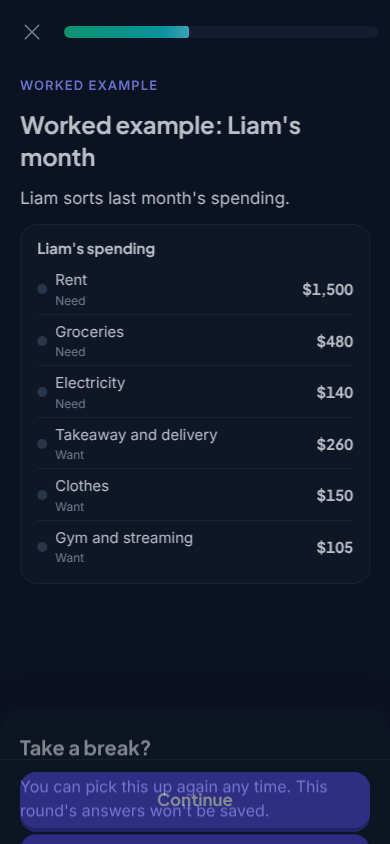 WORKED EXAMPLE
Worked example: Liam's
month
Liam sorts last month's spending.
Liam's spending
Rent
Need
$1,500
Groceries
Need
$480
Electricity
Need
$140
Takeaway and delivery
Want
$260
Clothes
Want
$150
Gym and streaming
Want
$105
Take a break?
You can pick this up again any time. This
Continue
round's answers won't be saved.